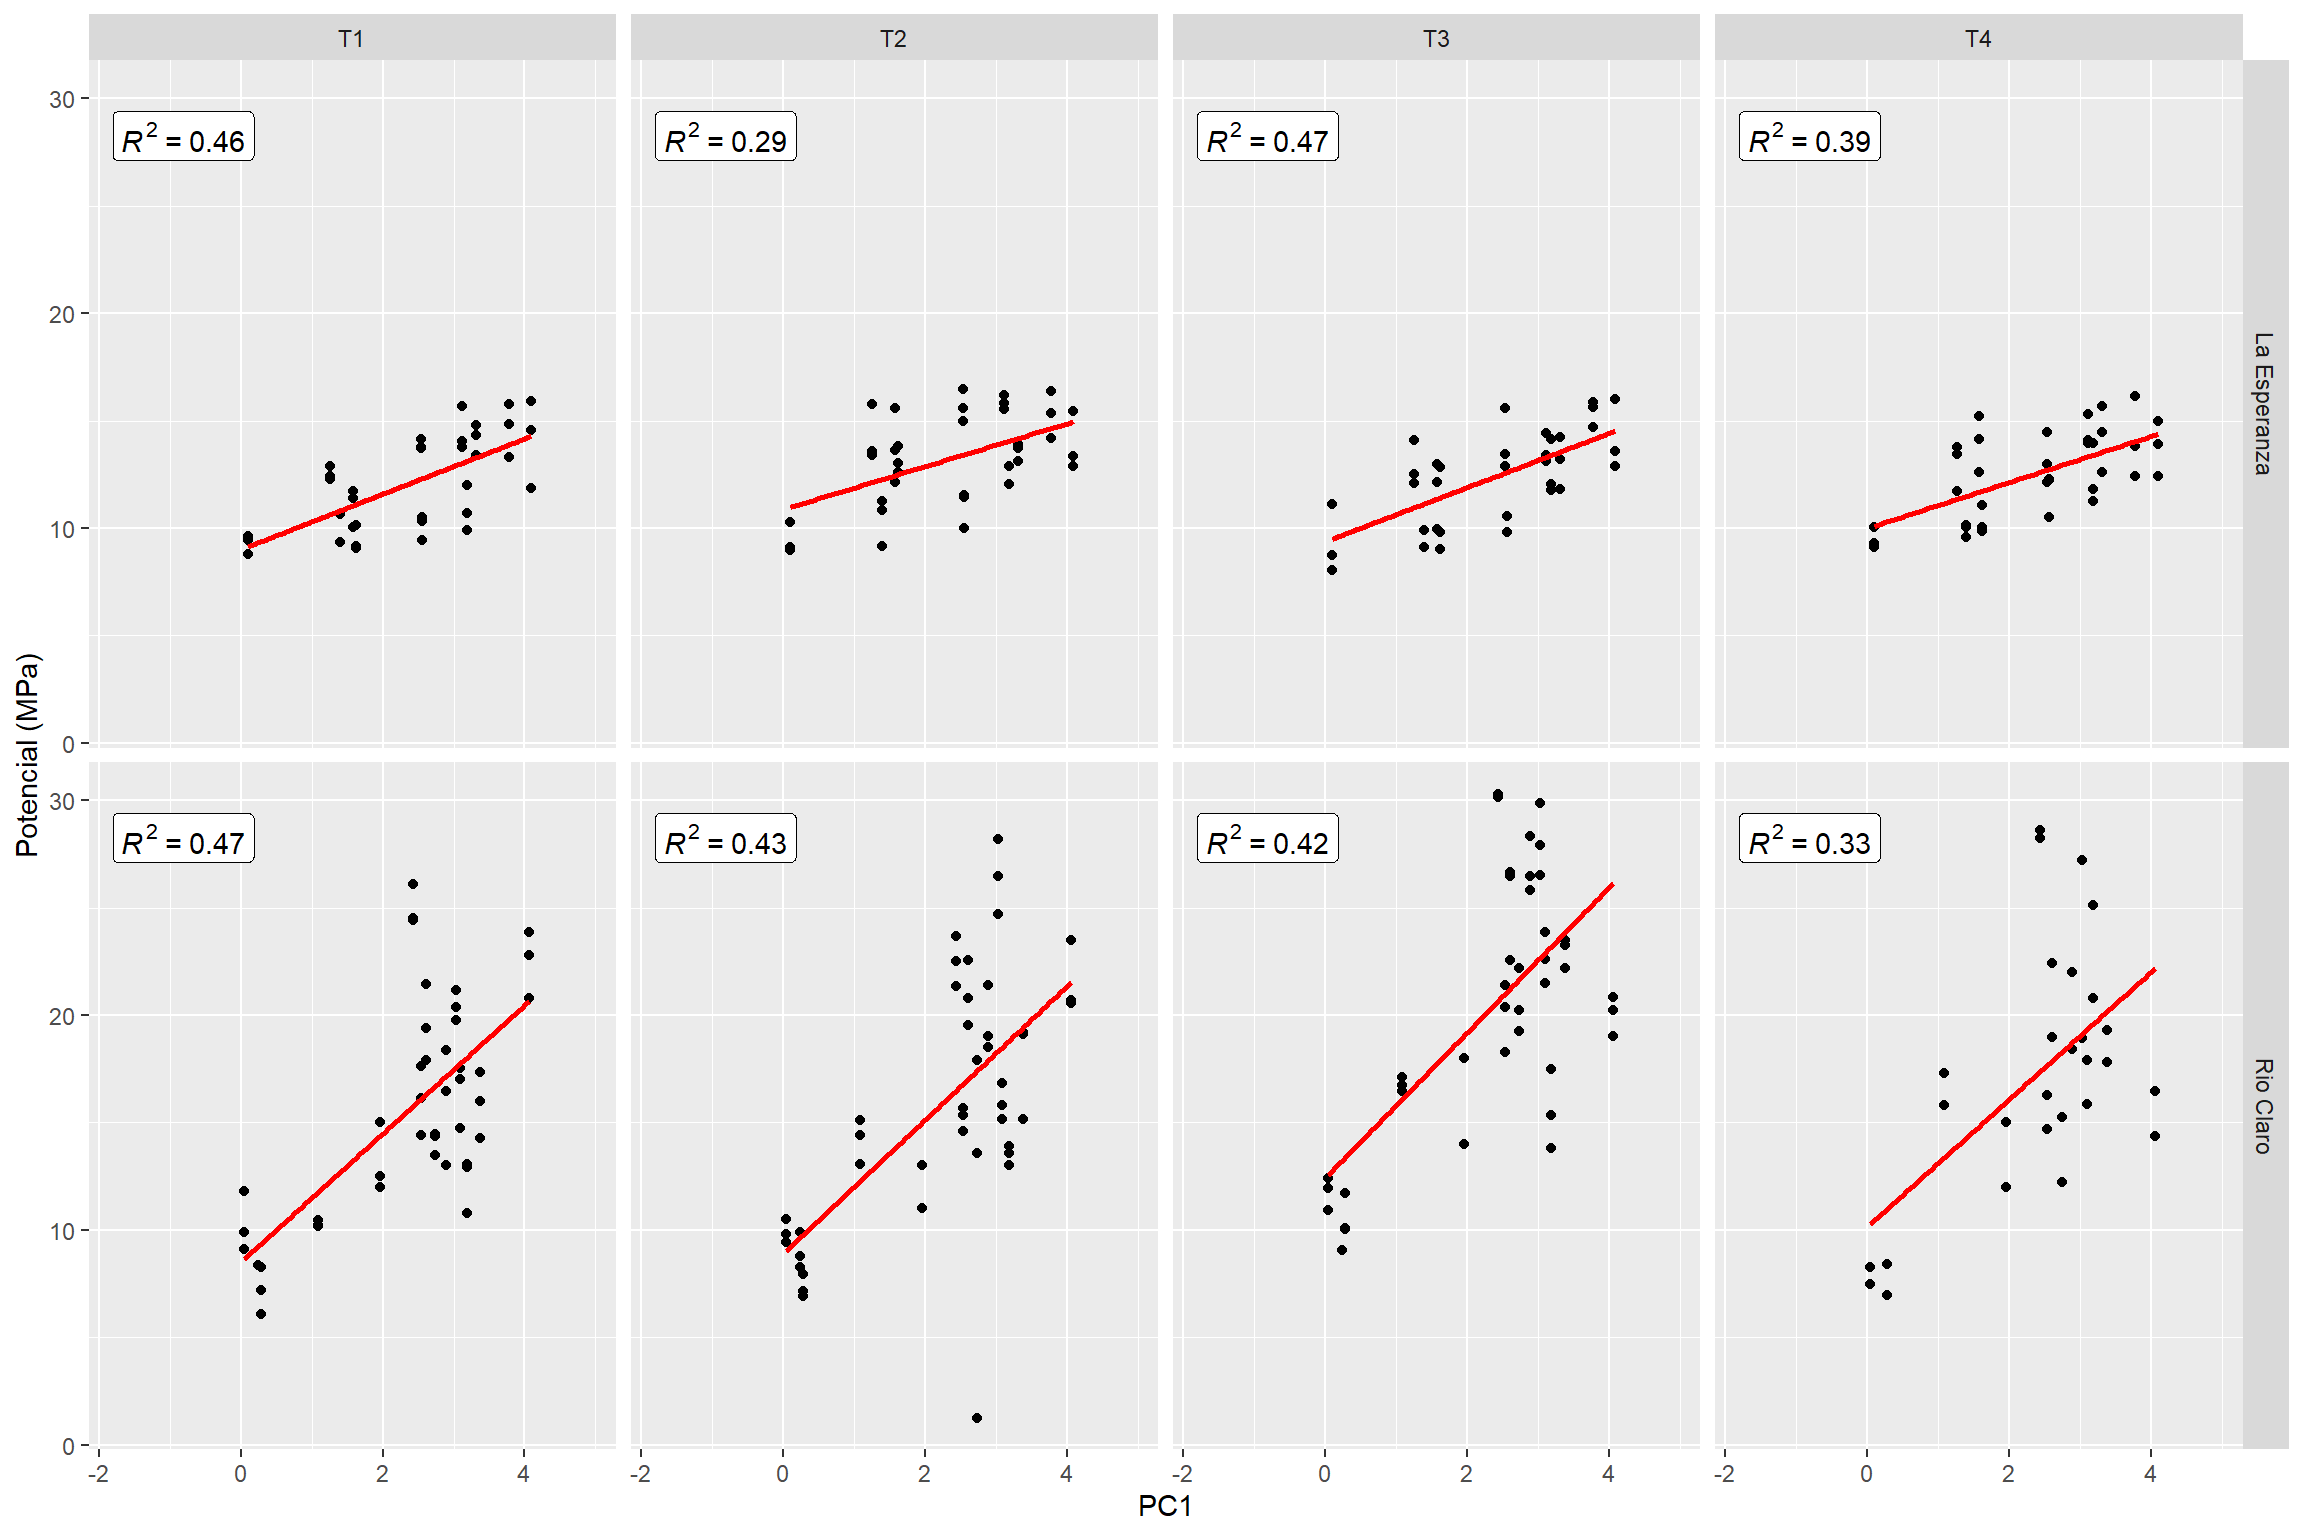 T1 T2 T3 T4
30
R² = 0.46 R² = 0.29 R² = 0.47 R² = 0.39
20
La Esperanza
10
0
Potencial (MPa)
30
R² = 0.47 R² = 0.43 R² = 0.42 R² = 0.33
20
Rio Claro
10
0
-2 0 2 4 -2 0 2 4 -2 0 2 4 -2 0 2 4
PC1